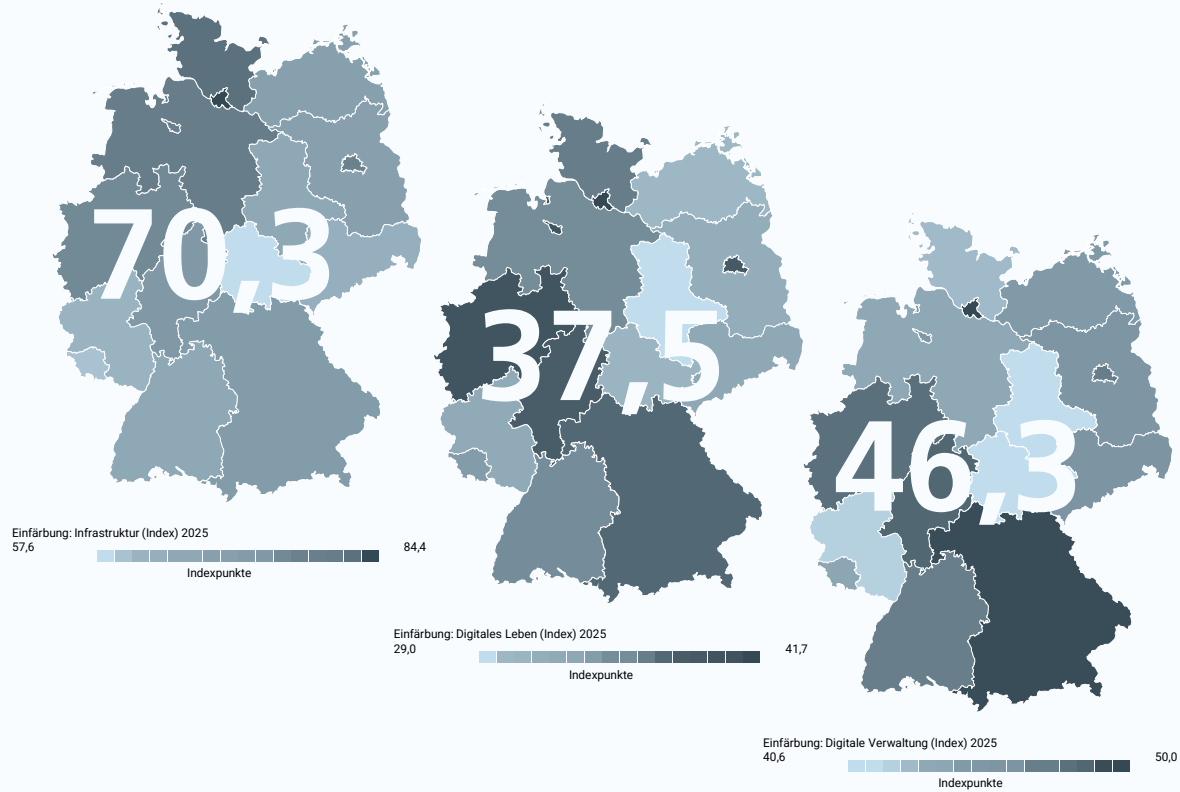 70,3
Einfärbung: Infrastruktur (Index) 2025
57,6
84,4
Indexpunkte
37,5
Einfärbung: Digitales Leben (Index) 2025
29,0
41,7
Indexpunkte
46,3
Einfärbung: Digitale Verwaltung (Index) 2025
40,6
50,0
Indexpunkte